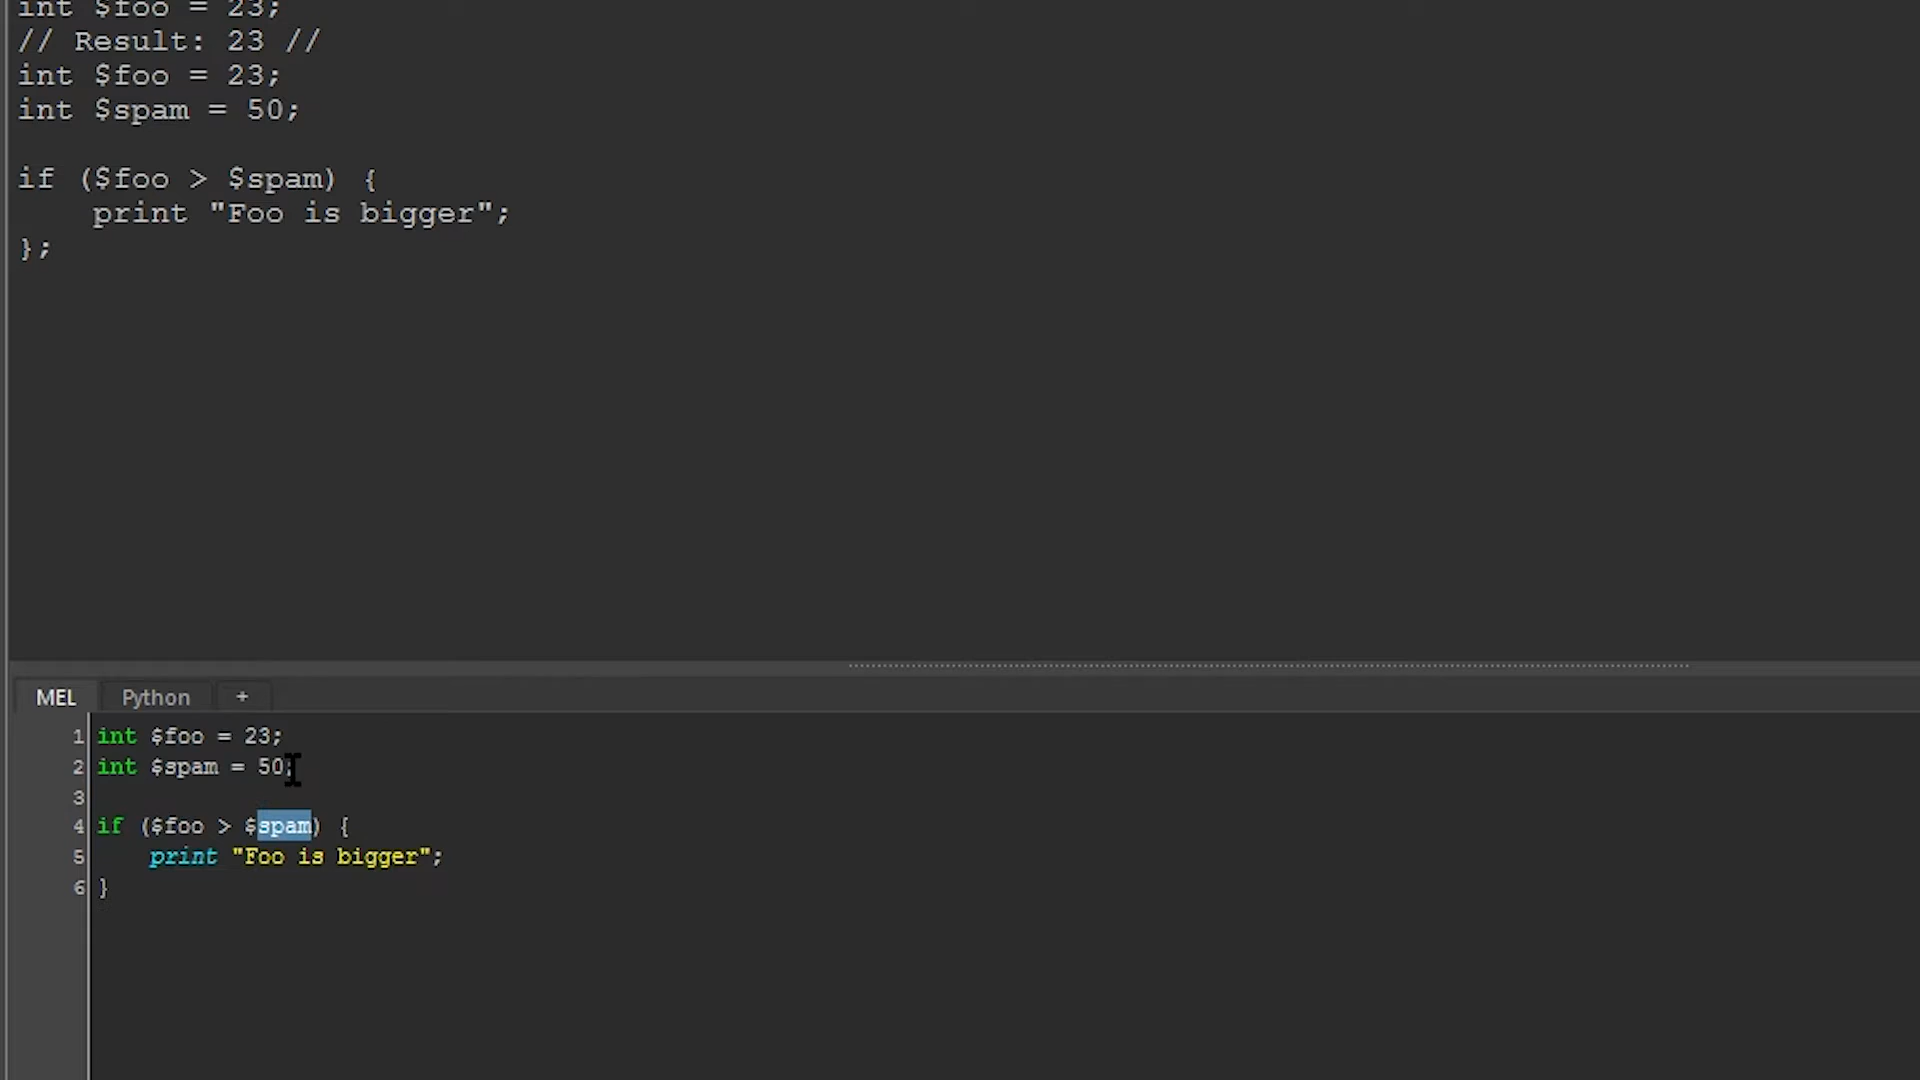 int $foo = 23;
// Result: 23 //
int $foo = 23;
int $spam = 50;
if ($foo > $spam) {
    print "Foo is bigger";
};
MEL Python +
1 int $foo = 23;
2 int $spam = 50;
3
4 if ($foo > $spam) {
5     print "Foo is bigger";
6 }